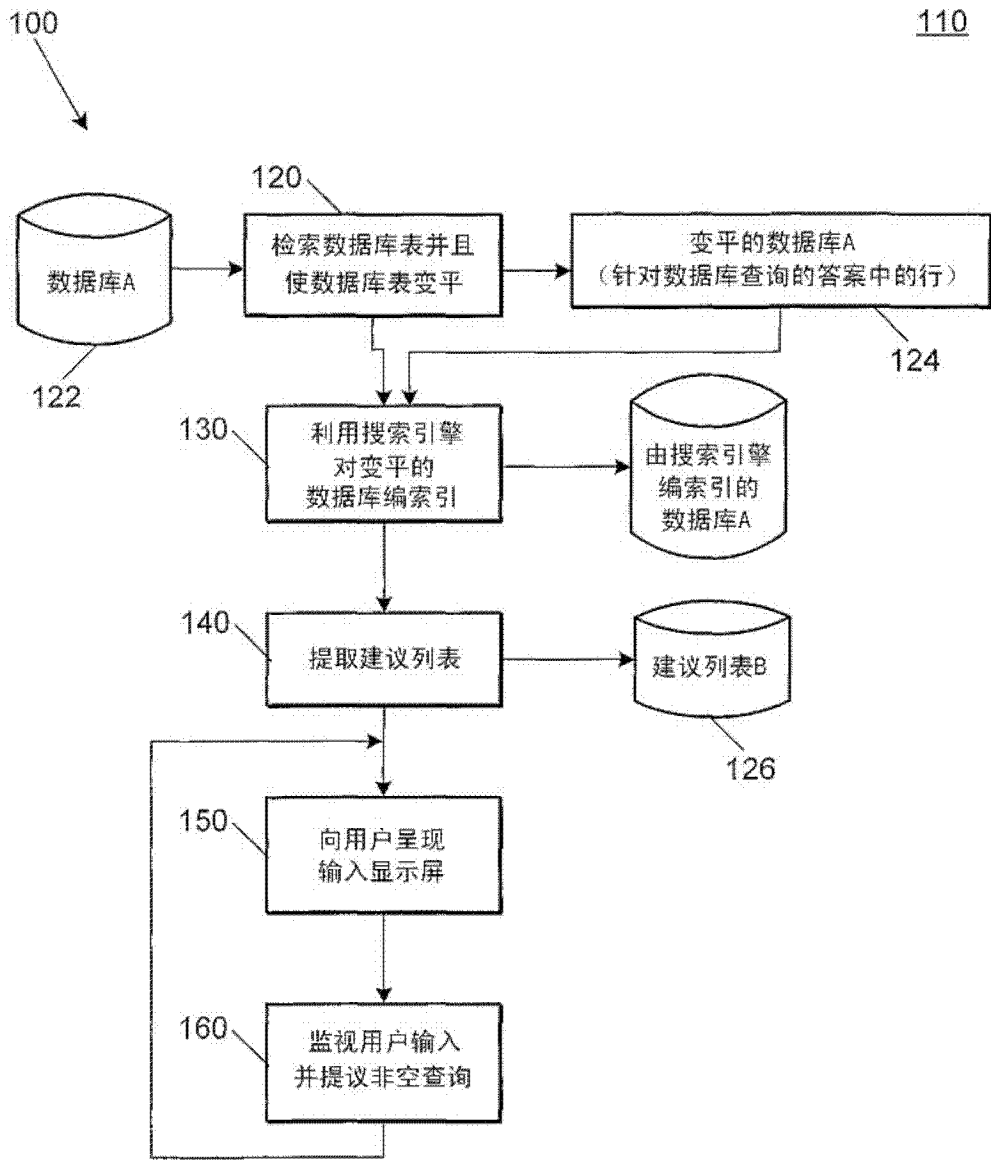 100
110
120
数据库A
检索数据库表并且
使数据库表变平
变平的数据库A
（针对数据库查询的答案中的行）
122
124
130
利用搜索引擎
对变平的
数据库编索引
由搜索引擎
编索引的
数据库A
140
提取建议列表
建议列表B
126
150
向用户呈现
输入显示屏
160
监视用户输入
并提议非空查询